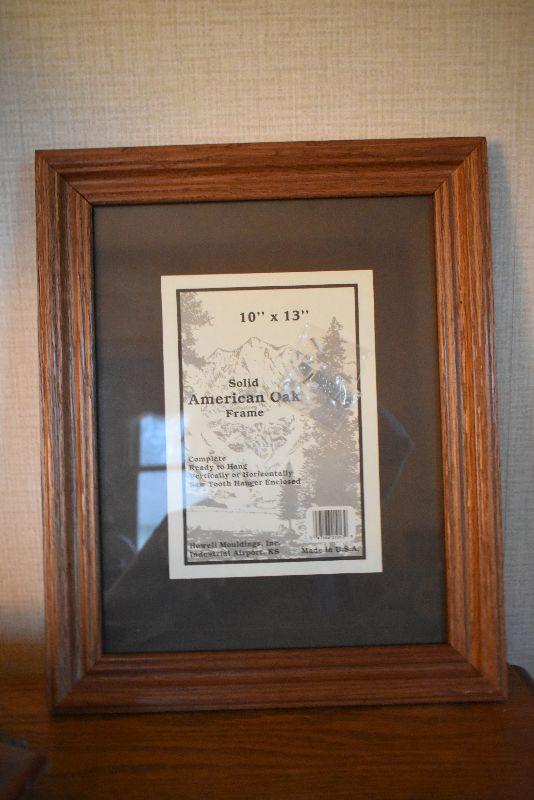 10" x 13"
Solid
American Oak
Frame
Complete
Ready to Hang
Vertically or Horizontally
Saw Tooth Hanger Enclosed
Howell Mouldings, Inc.
Industrial Airport, KS
Made in U.S.A.